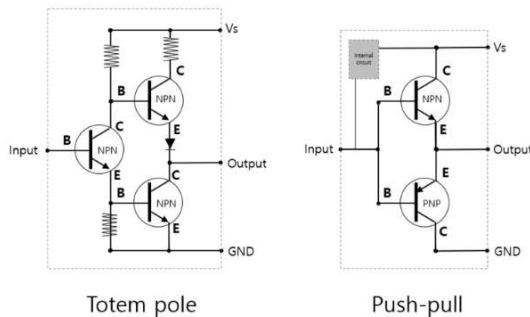 Vs
C
B
NPN
C
E
B
Input
NPN
Output
E
C
B
NPN
E
GND
Totem pole
Vs
Internal
circuit
C
B
NPN
E
Input
Output
E
B
PNP
C
GND
Push-pull